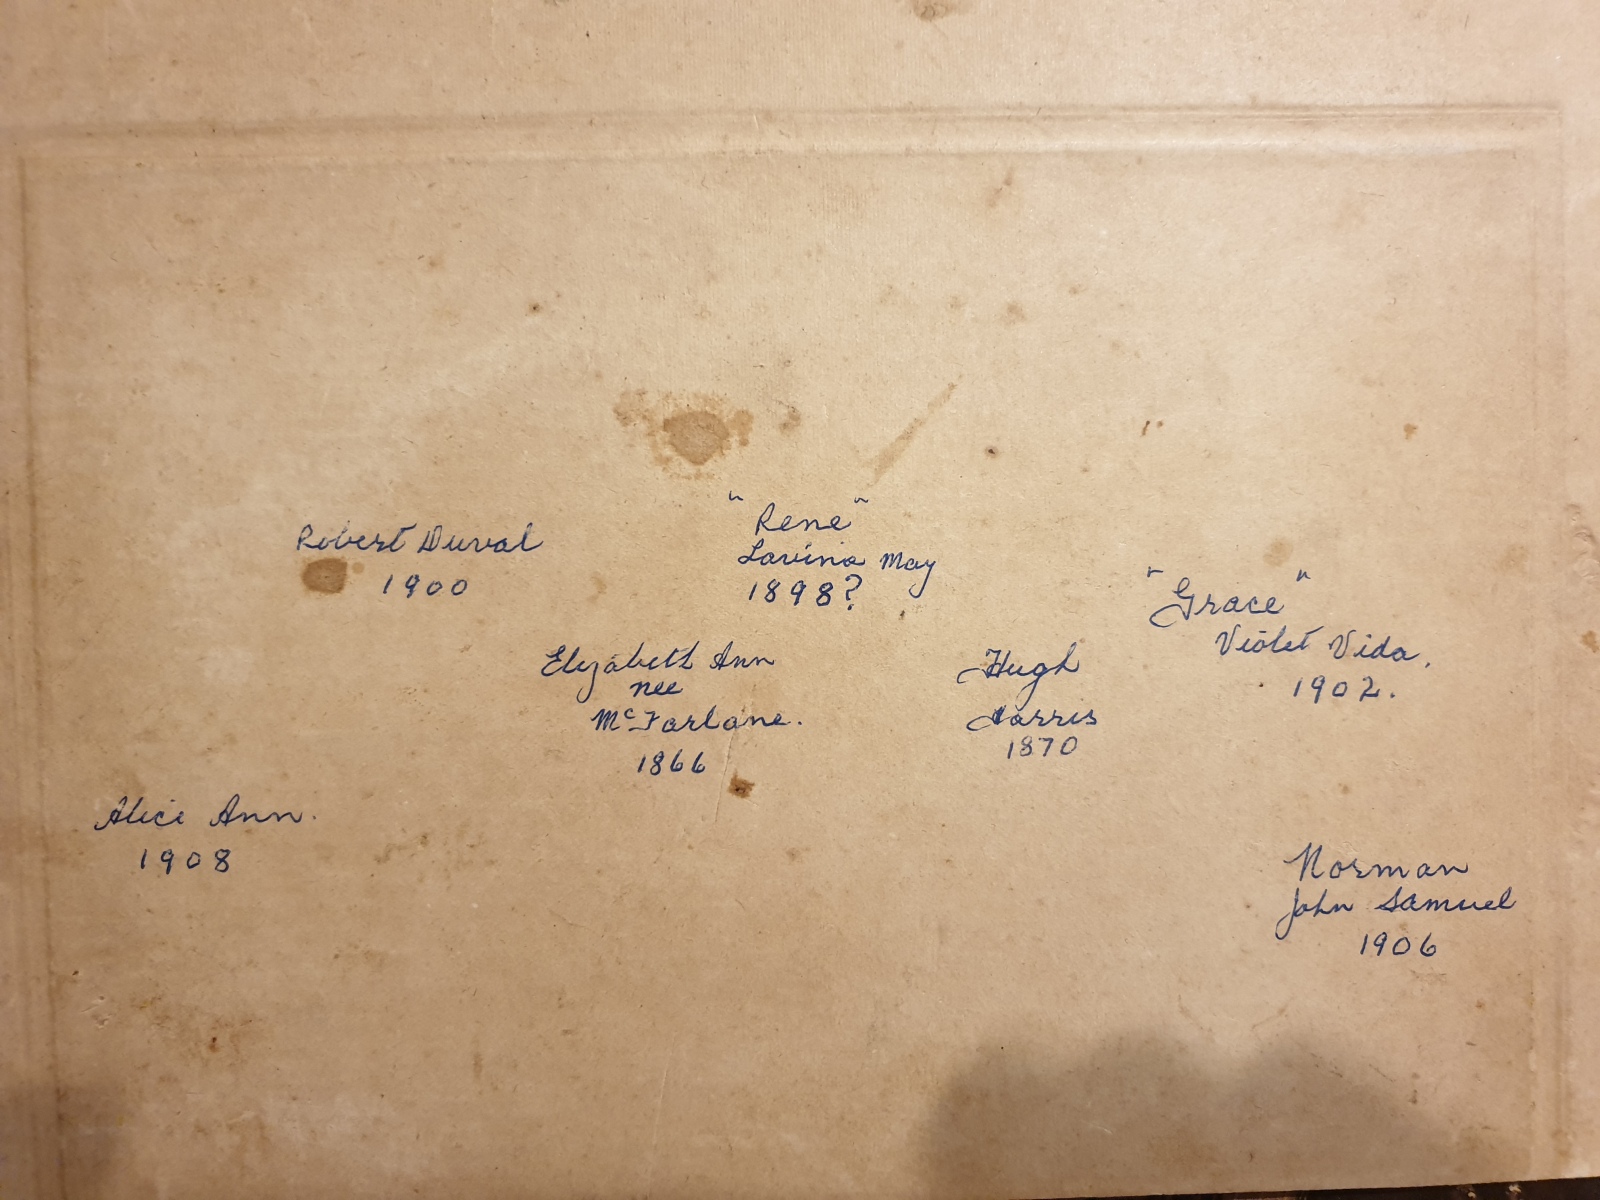 Robert Duval
1900
"Rene"
Lavina May
1898?
"Grace"
Violet Vida.
1902.
Elizabeth Ann
nee
McFarlane.
1866
Hugh
Harris
1870
Alice Ann.
1908
Norman
John Samuel
1906